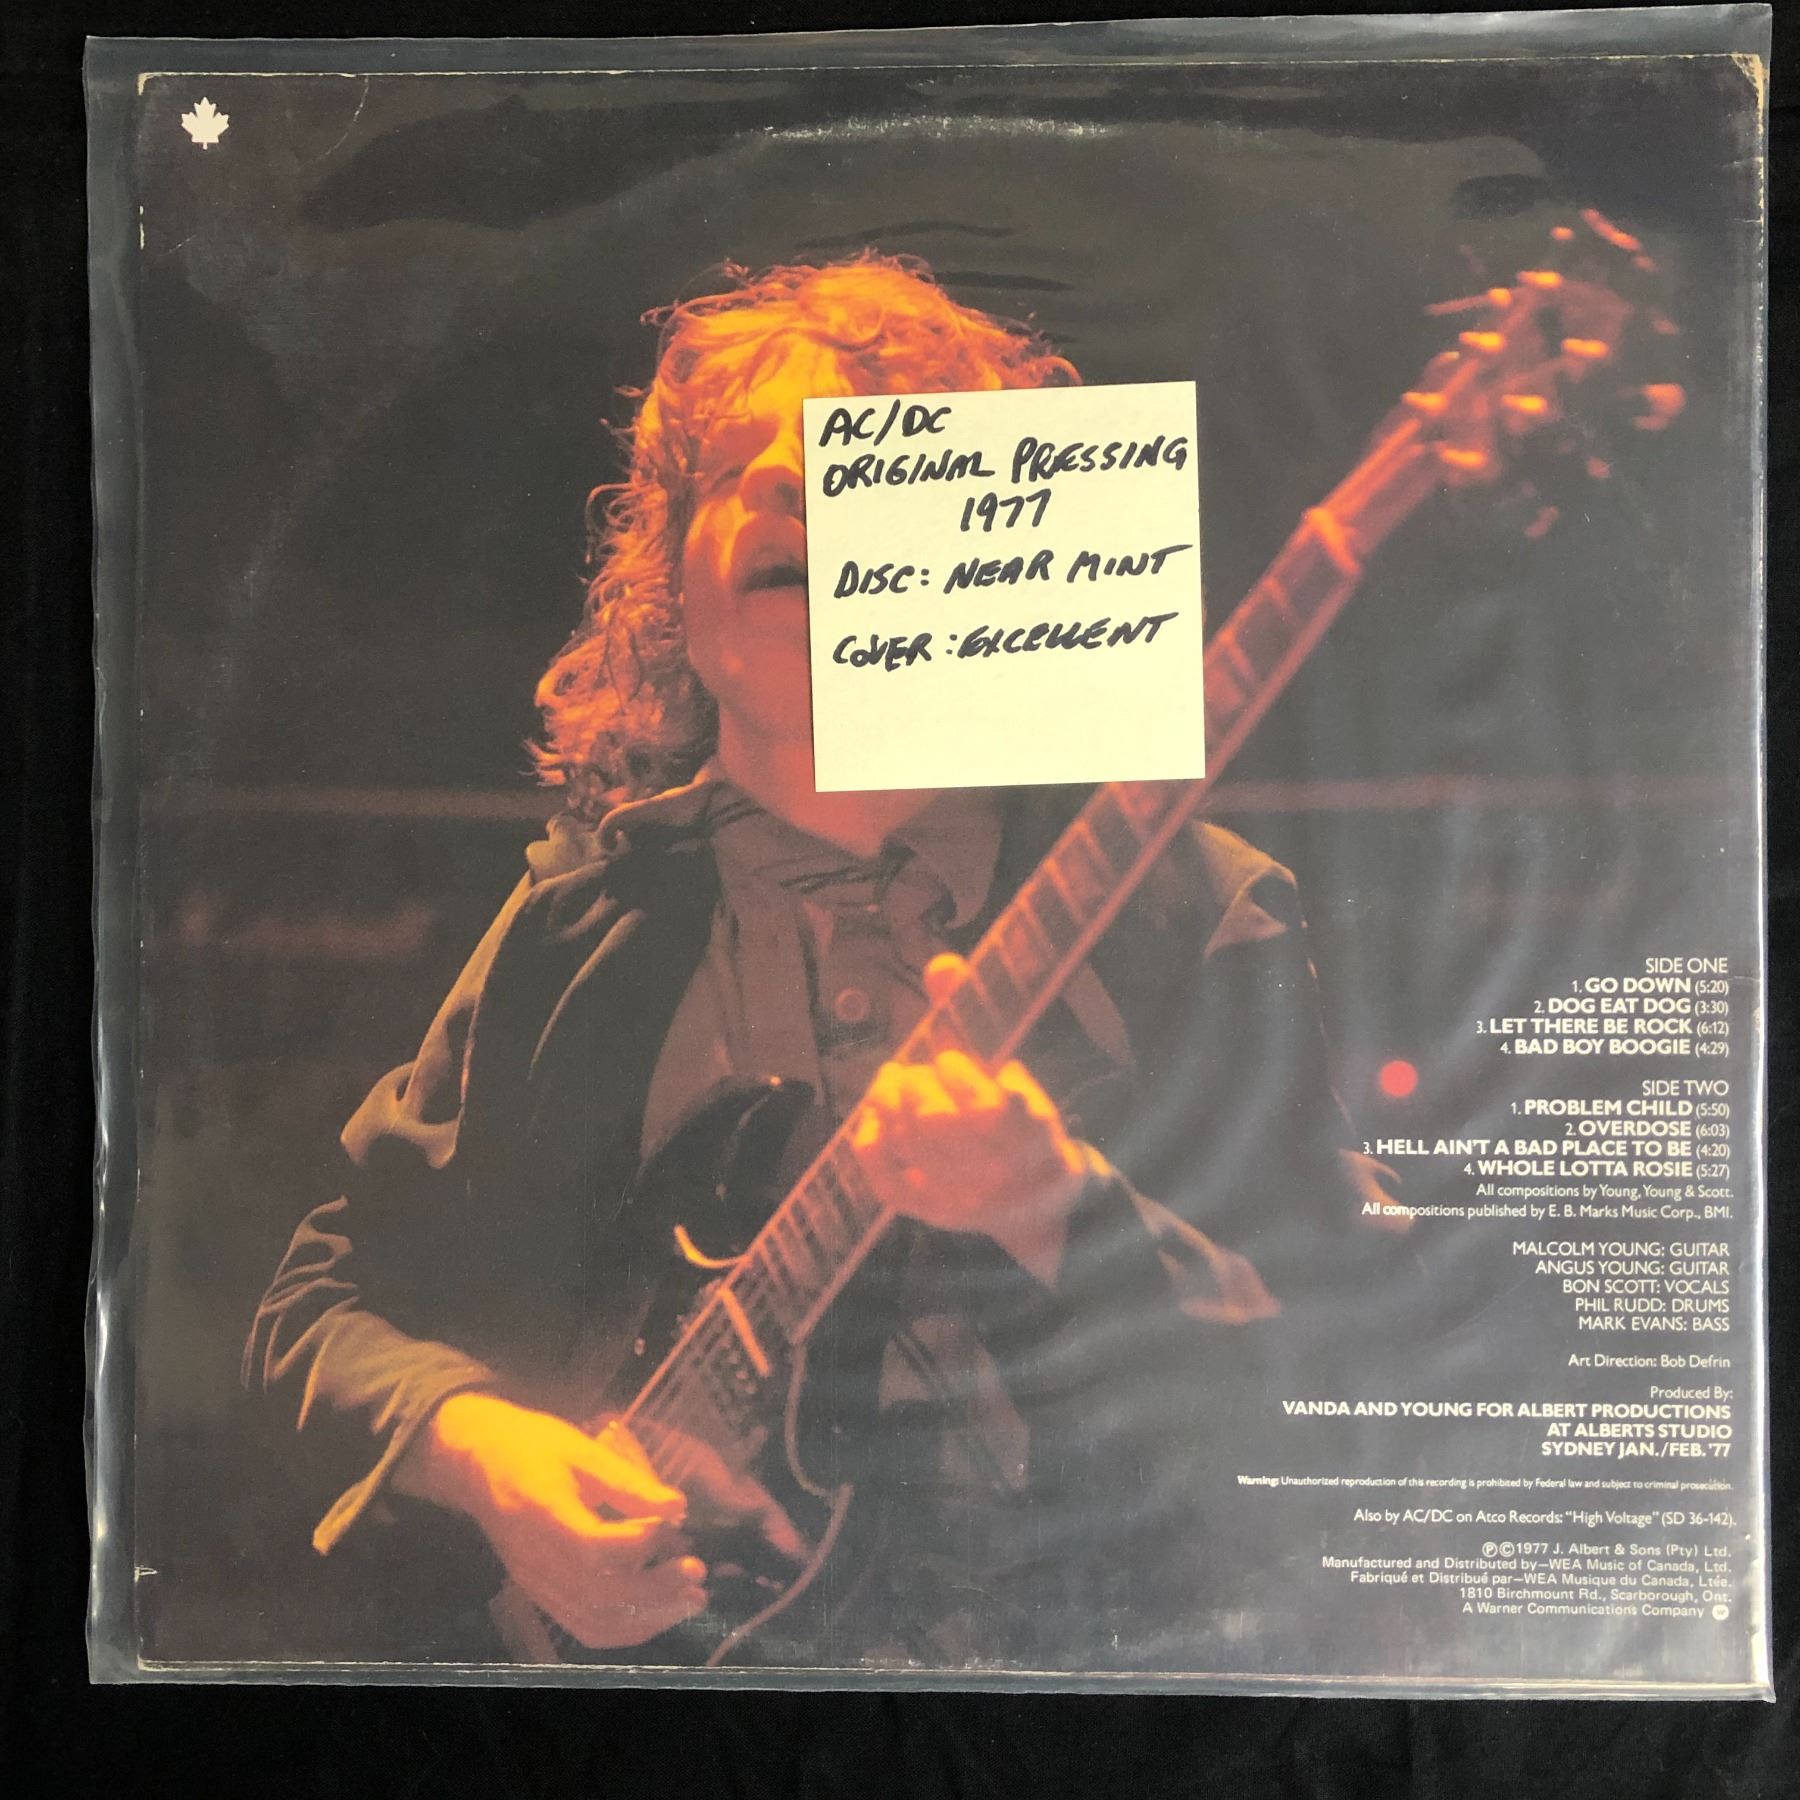 AC/DC
ORIGINAL PRESSING
1977
DISC: NEAR MINT
COVER: EXCELLENT
SIDE ONE
1. GO DOWN (5:20)
2. DOG EAT DOG (3:30)
3. LET THERE BE ROCK (6:12)
4. BAD BOY BOOGIE (4:29)
SIDE TWO
1. PROBLEM CHILD (5:50)
2. OVERDOSE (6:03)
3. HELL AIN'T A BAD PLACE TO BE (4:20)
4. WHOLE LOTTA ROSIE (5:27)
All compositions by Young, Young & Scott.
All compositions published by E. B. Marks Music Corp., BMI.
MALCOLM YOUNG: GUITAR
ANGUS YOUNG: GUITAR
BON SCOTT: VOCALS
PHIL RUDD: DRUMS
MARK EVANS: BASS
Art Direction: Bob Defrin
Produced By:
VANDA AND YOUNG FOR ALBERT PRODUCTIONS
AT ALBERTS STUDIO
SYDNEY JAN./FEB. '77
Warning: Unauthorized reproduction of this recording is prohibited by Federal law and subject to criminal prosecution.
Also by AC/DC on Atco Records: "High Voltage" (SD 36-142).
℗©1977 J. Albert & Sons (Pty) Ltd.
Manufactured and Distributed by—WEA Music of Canada, Ltd.
Fabriqué et Distribué par—WEA Musique du Canada, Ltée.
1810 Birchmount Rd., Scarborough, Ont.
A Warner Communications Company